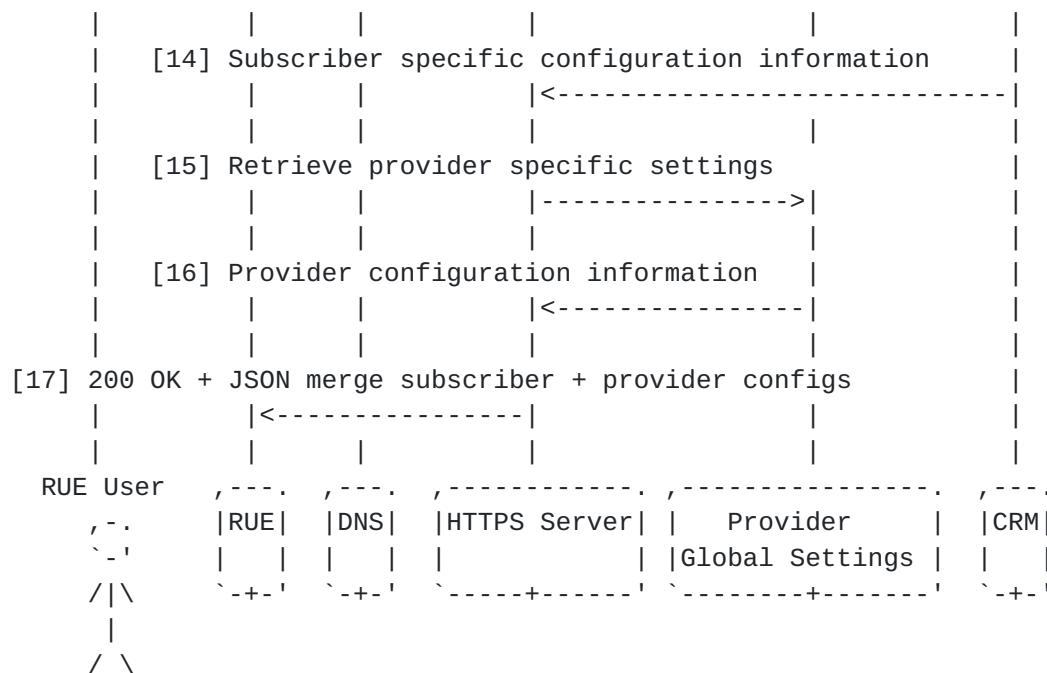 [14] Subscriber specific configuration information
[15] Retrieve provider specific settings
[16] Provider configuration information
[17] 200 OK + JSON merge subscriber + provider configs
RUE User
RUE DNS HTTPS Server Provider CRM
Global Settings